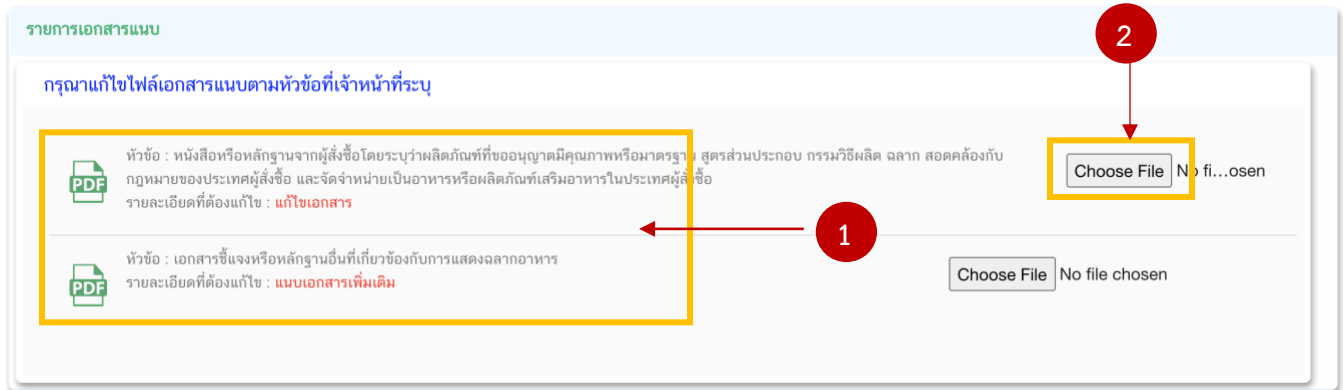 รายการเอกสารแนบ
2
กรุณาแก้ไขไฟล์เอกสารแนบตามหัวข้อที่เจ้าหน้าที่ระบุ
PDF
หัวข้อ : หนังสือหรือหลักฐานจากผู้สั่งซื้อโดยระบุว่าผลิตภัณฑ์ที่ขออนุญาตมีคุณภาพหรือมาตรฐาน สูตรส่วนประกอบ กรรมวิธีผลิต ฉลาก สอดคล้องกับ
กฎหมายของประเทศผู้สั่งซื้อ และจัดจำหน่ายเป็นอาหารหรือผลิตภัณฑ์เสริมอาหารในประเทศผู้สั่งซื้อ
รายละเอียดที่ต้องแก้ไข : แก้ไขเอกสาร
Choose File No fi...osen
1
PDF
หัวข้อ : เอกสารชี้แจงหรือหลักฐานอื่นที่เกี่ยวข้องกับการแสดงฉลากอาหาร
รายละเอียดที่ต้องแก้ไข : แนบเอกสารเพิ่มเติม
Choose File No file chosen